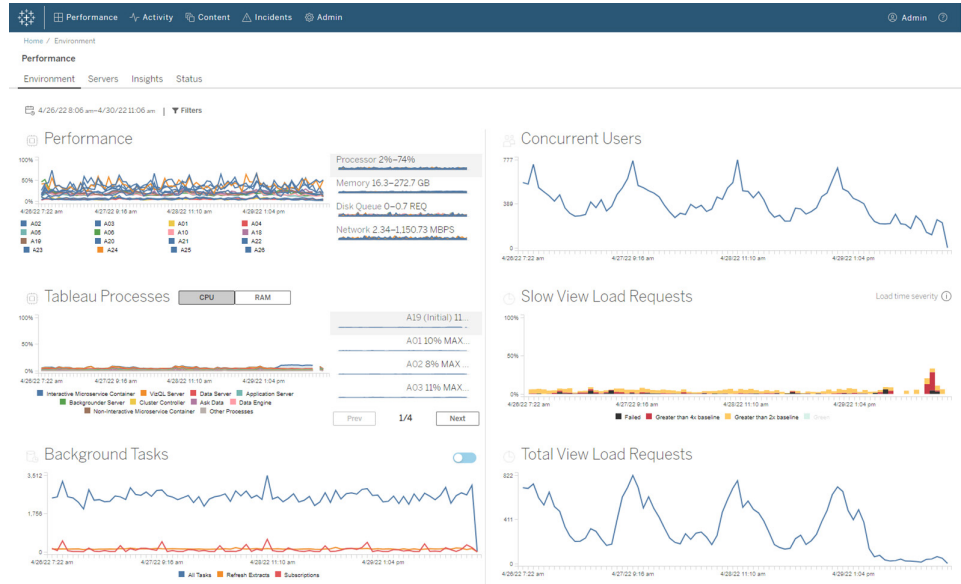 Performance Activity Content Incidents Admin Admin
Home / Environment
Performance
Environment Servers Insights Status
4/26/22 8:06 am–4/30/22 11:06 am | Filters
Performance
100%
50%
0%
4/26/22 7:22 am 4/27/22 9:16 am 4/28/22 11:10 am 4/29/22 1:04 pm
A02 A03 A01 A04
A05 A06 A10 A18
A19 A20 A21 A22
A23 A24 A25 A26
Processor 2%–74%
Memory 16.3–272.7 GB
Disk Queue 0–0.7 REQ
Network 2.34–1,150.73 MBPS
Concurrent Users
777
389
0
4/26/22 7:22 am 4/27/22 9:16 am 4/28/22 11:10 am 4/29/22 1:04 pm
Tableau Processes CPU RAM
100%
50%
0%
4/26/22 7:22 am 4/27/22 9:16 am 4/28/22 11:10 am 4/29/22 1:04 pm
Interactive Microservice Container VizQL Server Data Server Application Server
Backgrounder Server Cluster Controller Ask Data Data Engine
Non-Interactive Microservice Container Other Processes
A19 (Initial) 11...
A01 10% MAX...
A02 8% MAX...
A03 11% MAX...
Prev 1/4 Next
Slow View Load Requests Load time severity
100%
50%
0%
4/26/22 7:22 am 4/27/22 9:16 am 4/28/22 11:10 am 4/29/22 1:04 pm
Failed Greater than 4x baseline Greater than 2x baseline Green
Background Tasks
3,512
1,756
0
4/26/22 7:22 am 4/27/22 9:16 am 4/28/22 11:10 am 4/29/22 1:04 pm
All Tasks Refresh Extracts Subscriptions
Total View Load Requests
822
411
0
4/26/22 7:22 am 4/27/22 9:16 am 4/28/22 11:10 am 4/29/22 1:04 pm